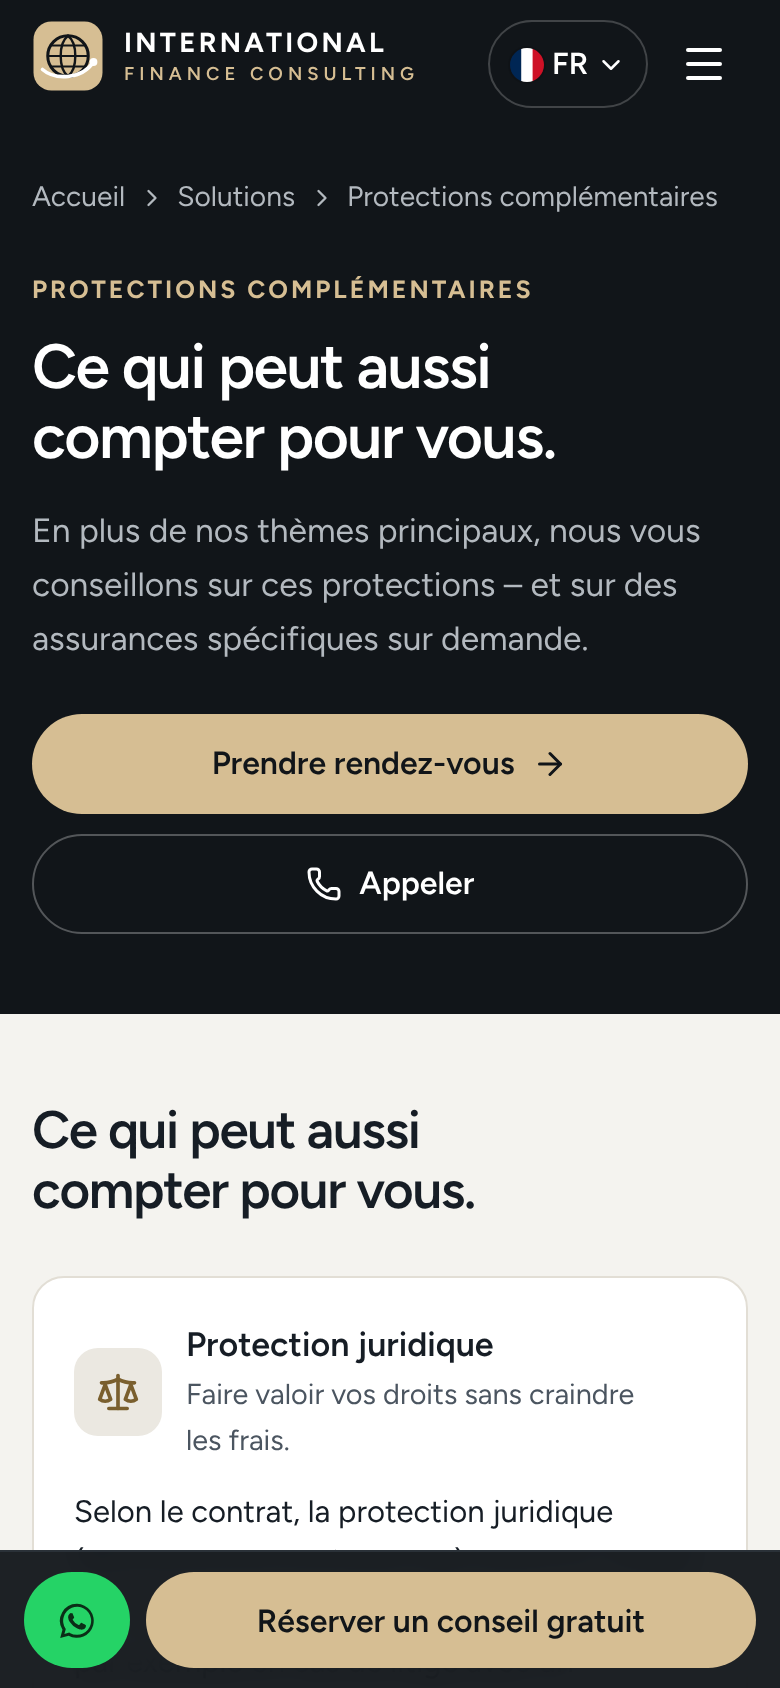 INTERNATIONAL
FINANCE CONSULTING
FR
Accueil > Solutions > Protections complémentaires
PROTECTIONS COMPLÉMENTAIRES
Ce qui peut aussi
compter pour vous.
En plus de nos thèmes principaux, nous vous
conseillons sur ces protections – et sur des
assurances spécifiques sur demande.
Prendre rendez-vous →
Appeler
Ce qui peut aussi
compter pour vous.
Protection juridique
Faire valoir vos droits sans craindre
les frais.
Selon le contrat, la protection juridique
Réserver un conseil gratuit